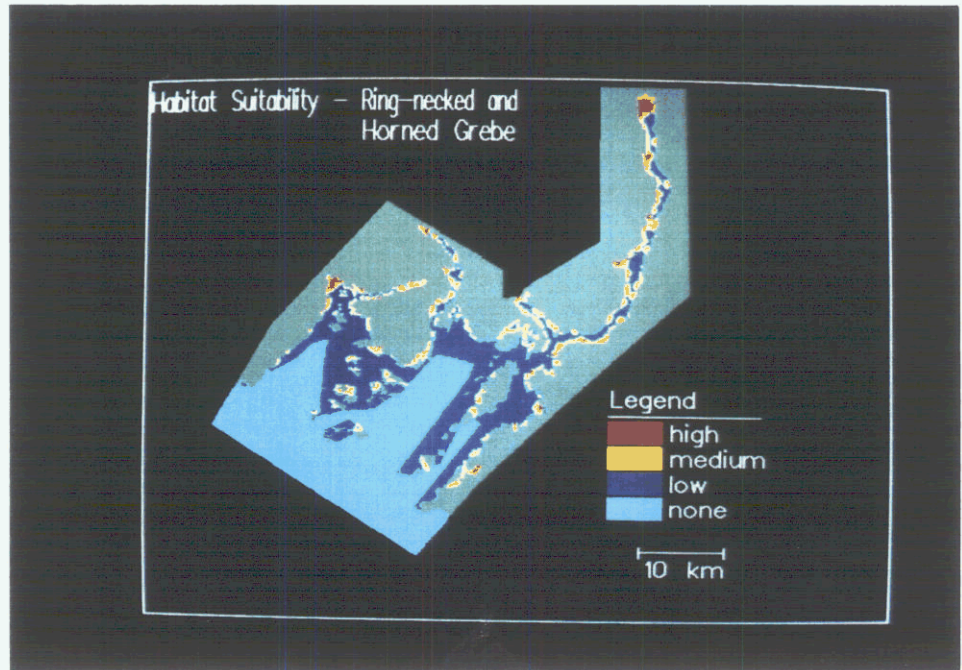 Habitat Suitability - Ring-necked and
Horned Grebe
Legend
high
medium
low
none
10 km